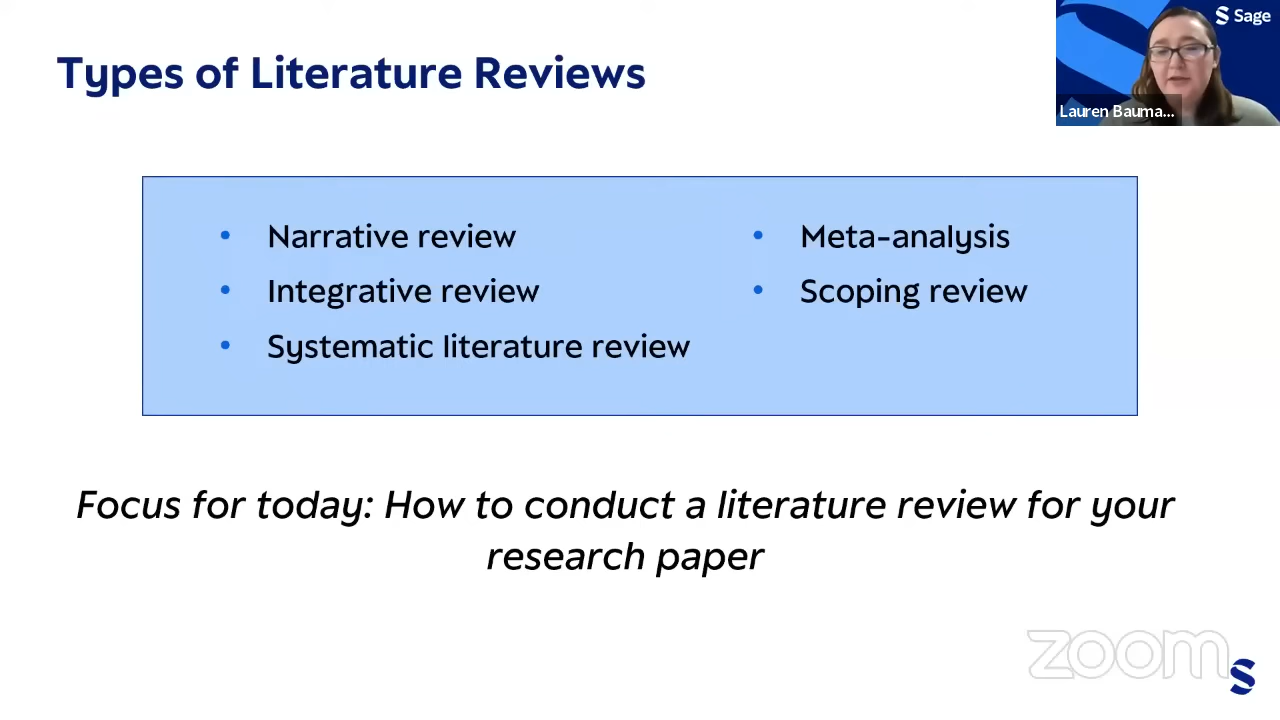 Types of Literature Reviews
Sage
Lauren Bauma...
• Narrative review
• Integrative review
• Systematic literature review
• Meta-analysis
• Scoping review
Focus for today: How to conduct a literature review for your
research paper
zoom